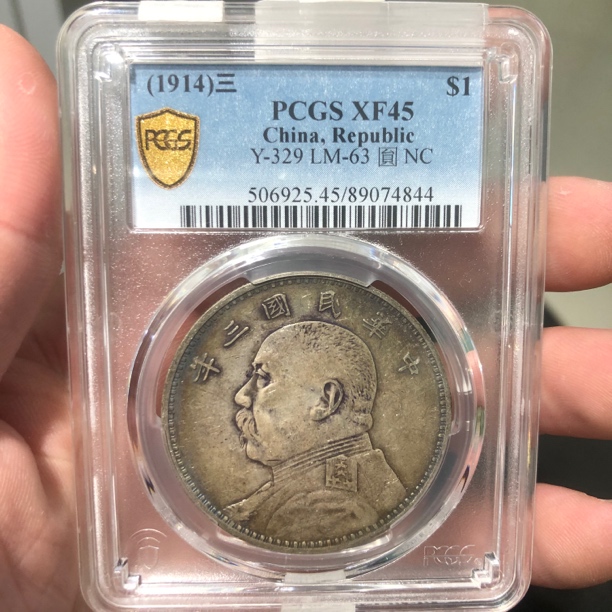 (1914)三 $1
PCGS XF45
China, Republic
Y-329 LM-63 圓 NC
506925.45/89074844
PCGS
年三國民華中
PCGS